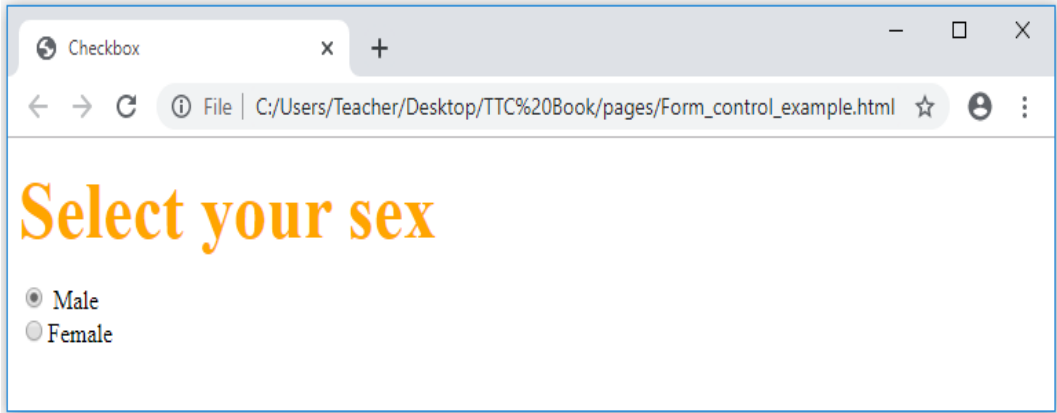 Checkbox
File C:/Users/Teacher/Desktop/TTC%20Book/pages/Form_control_example.html
Select your sex
Male
Female